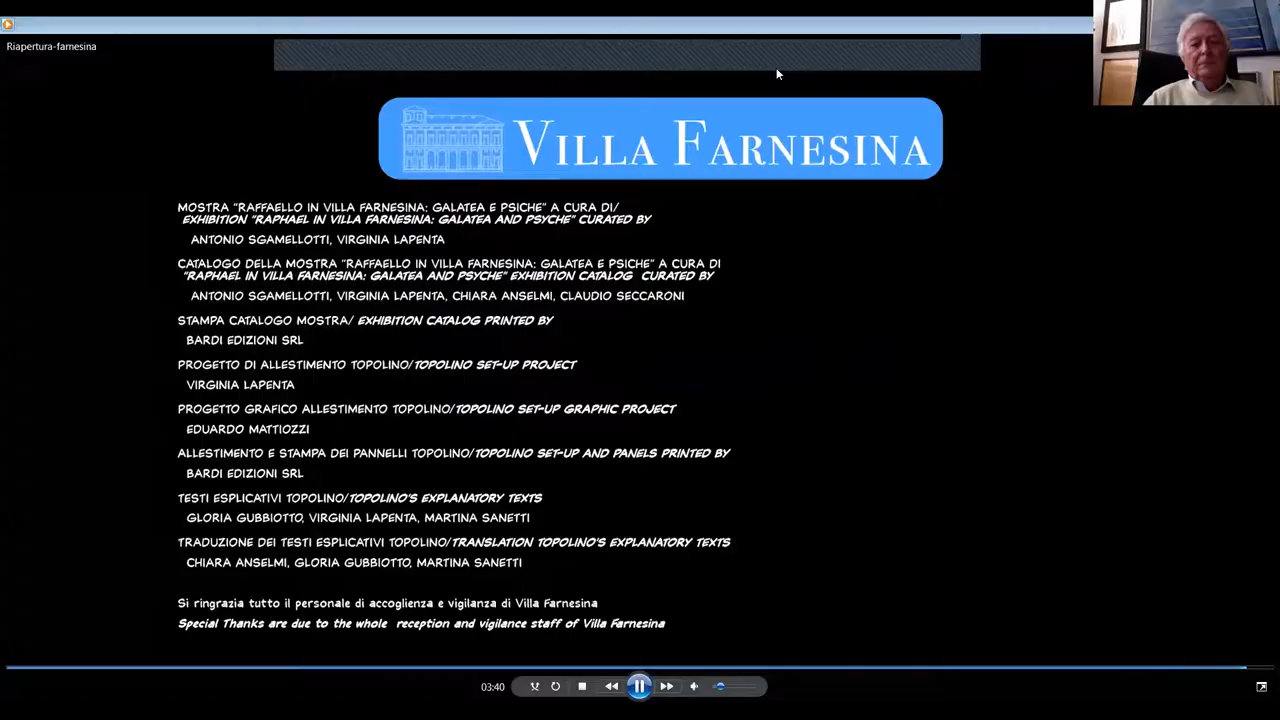 Riapertura-farnesina
VILLA FARNESINA
MOSTRA "RAFFAELLO IN VILLA FARNESINA: GALATEA E PSICHE" A CURA DI/
EXHIBITION "RAPHAEL IN VILLA FARNESINA: GALATEA AND PSYCHE" CURATED BY
ANTONIO SGAMELLOTTI, VIRGINIA LAPENTA
CATALOGO DELLA MOSTRA "RAFFAELLO IN VILLA FARNESINA: GALATEA E PSICHE" A CURA DI
"RAPHAEL IN VILLA FARNESINA: GALATEA AND PSYCHE" EXHIBITION CATALOG CURATED BY
ANTONIO SGAMELLOTTI, VIRGINIA LAPENTA, CHIARA ANSELMI, CLAUDIO SECCARONI
STAMPA CATALOGO MOSTRA/ EXHIBITION CATALOG PRINTED BY
BARDI EDIZIONI SRL
PROGETTO DI ALLESTIMENTO TOPOLINO/TOPOLINO SET-UP PROJECT
VIRGINIA LAPENTA
PROGETTO GRAFICO ALLESTIMENTO TOPOLINO/TOPOLINO SET-UP GRAPHIC PROJECT
EDUARDO MATTIOZZI
ALLESTIMENTO E STAMPA DEI PANNELLI TOPOLINO/TOPOLINO SET-UP AND PANELS PRINTED BY
BARDI EDIZIONI SRL
TESTI ESPLICATIVI TOPOLINO/TOPOLINO'S EXPLANATORY TEXTS
GLORIA GUBBIOTTO, VIRGINIA LAPENTA, MARTINA SANETTI
TRADUZIONE DEI TESTI ESPLICATIVI TOPOLINO/TRANSLATION TOPOLINO'S EXPLANATORY TEXTS
CHIARA ANSELMI, GLORIA GUBBIOTTO, MARTINA SANETTI
Si ringrazia tutto il personale di accoglienza e vigilanza di Villa Farnesina
Special Thanks are due to the whole reception and vigilance staff of Villa Farnesina
03:40